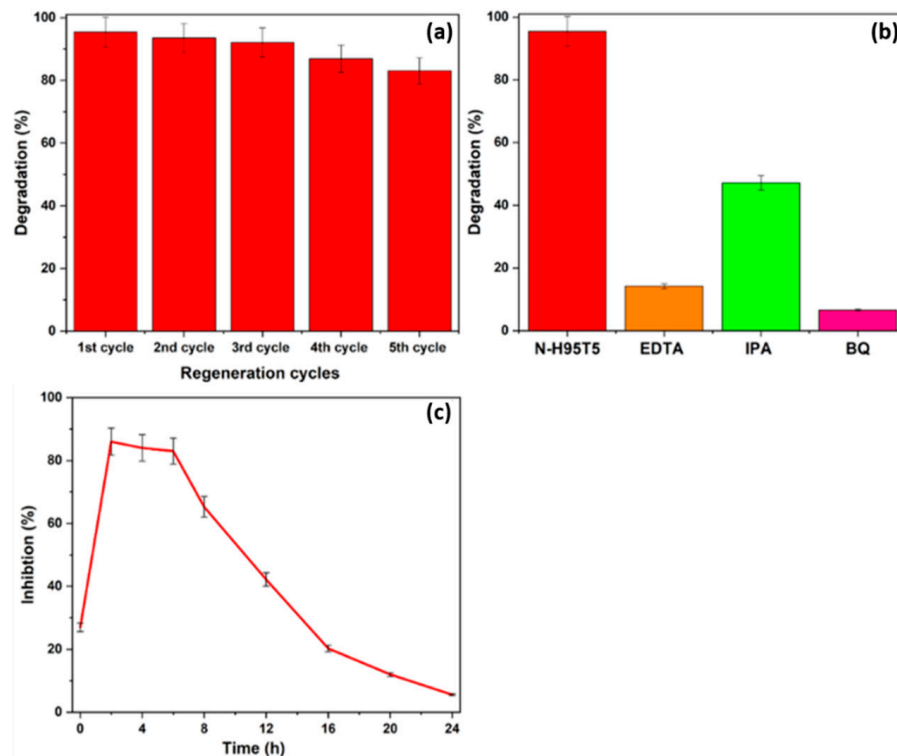 (a)
Degradation (%)
100
80
60
40
20
0
1st cycle 2nd cycle 3rd cycle 4th cycle 5th cycle
Regeneration cycles
(b)
Degradation (%)
100
80
60
40
20
0
N-H95T5 EDTA IPA BQ
(c)
Inhibtion (%)
100
80
60
40
20
0
0 4 8 12 16 20 24
Time (h)